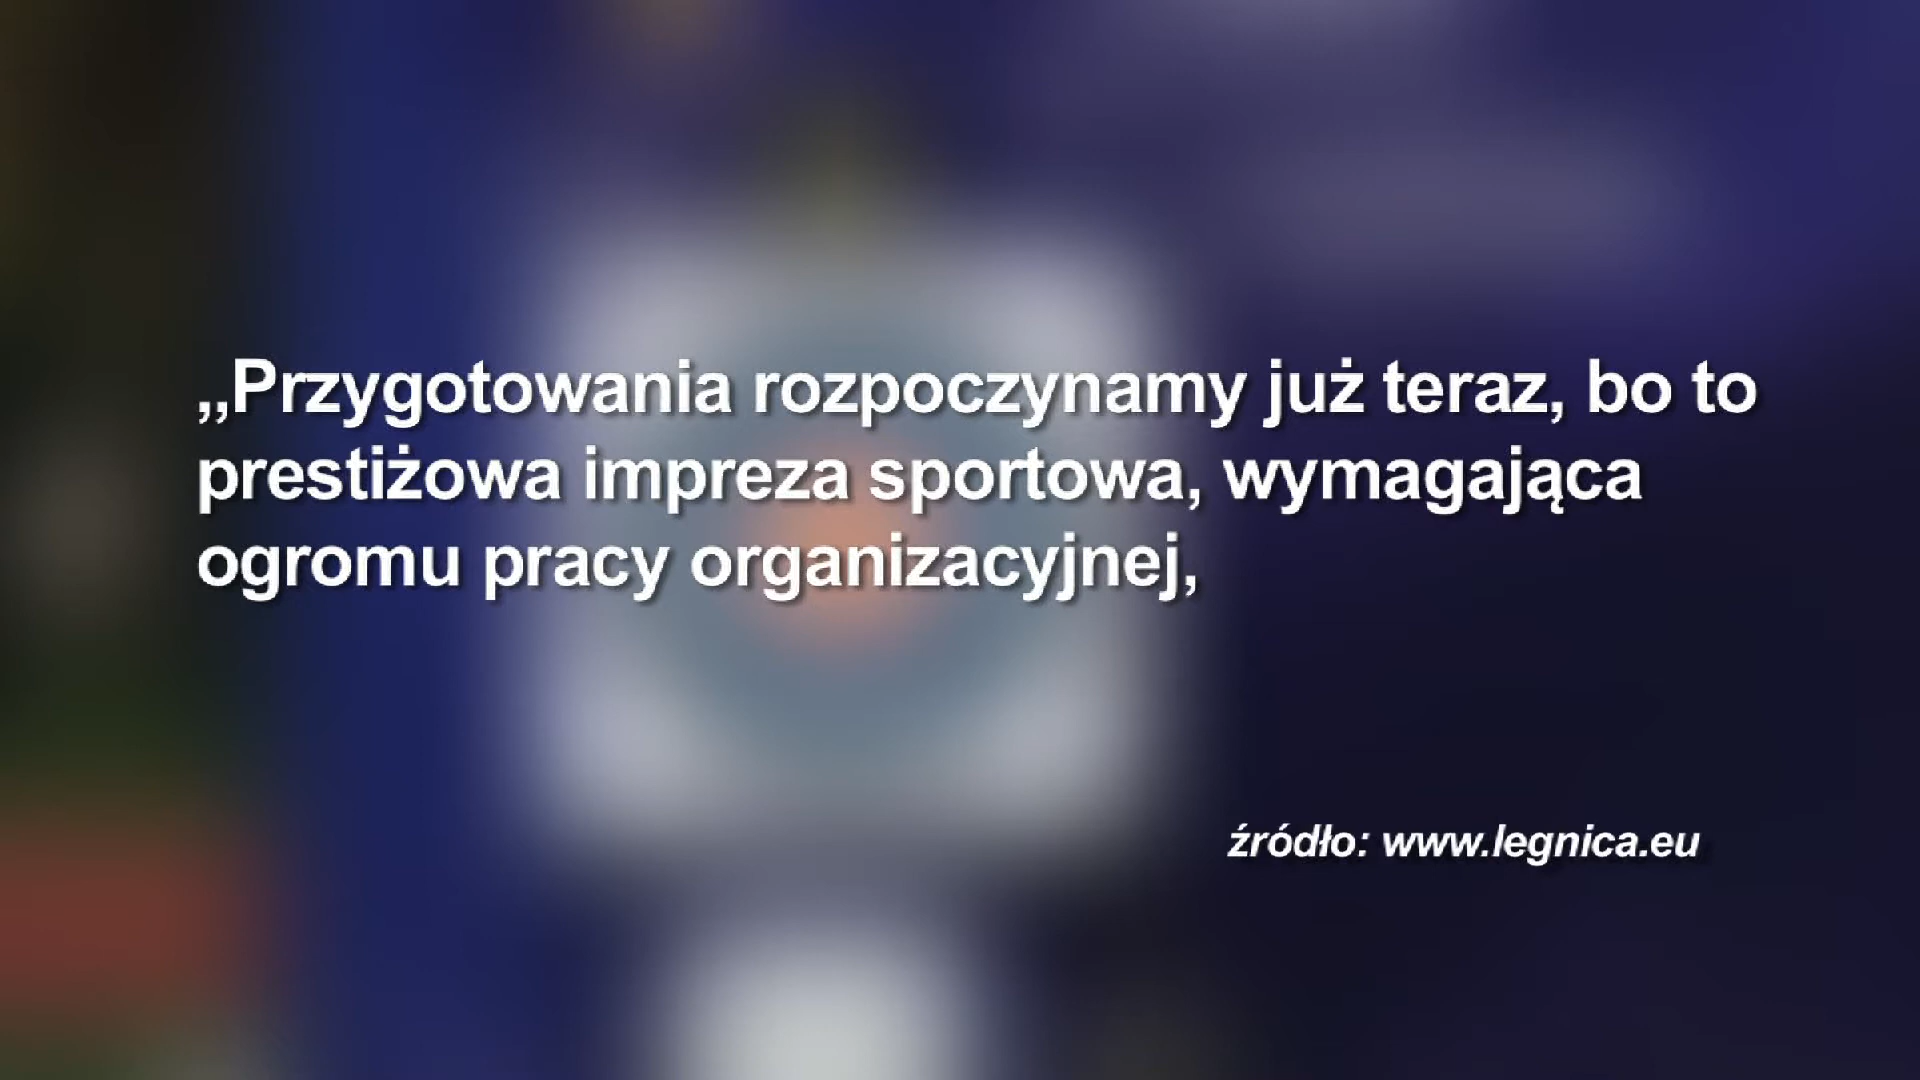 „Przygotowania rozpoczynamy już teraz, bo to
prestiżowa impreza sportowa, wymagająca
ogromu pracy organizacyjnej,
źródło: www.legnica.eu